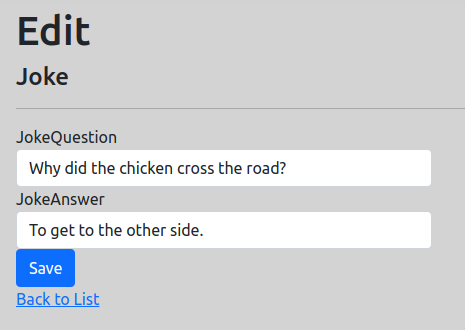 Edit
Joke
JokeQuestion
Why did the chicken cross the road?
JokeAnswer
To get to the other side.
Save
Back to List